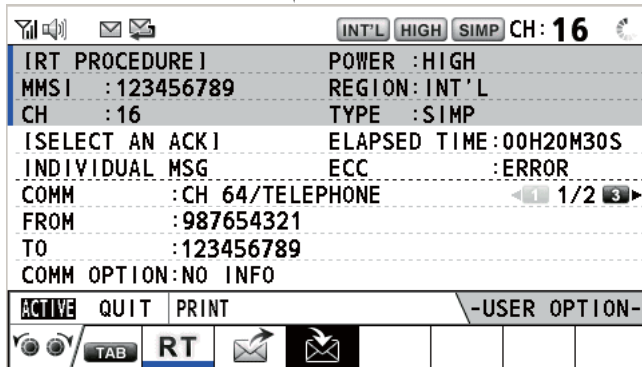 INT'L HIGH SIMP CH: 16
[RT PROCEDURE] POWER :HIGH
MMSI :123456789 REGION:INT'L
CH :16 TYPE :SIMP
[SELECT AN ACK] ELAPSED TIME:00H20M30S
INDIVIDUAL MSG ECC :ERROR
COMM :CH 64/TELEPHONE 1 1/2 3
FROM :987654321
TO :123456789
COMM OPTION:NO INFO
ACTIVE QUIT PRINT -USER OPTION-
TAB RT